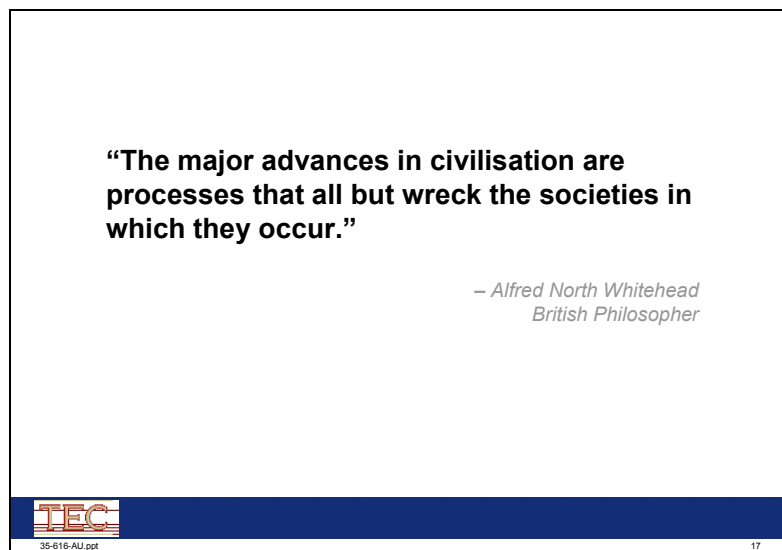 “The major advances in civilisation are
processes that all but wreck the societies in
which they occur.”
– Alfred North Whitehead
British Philosopher
TEC
35-616-AU.ppt
17